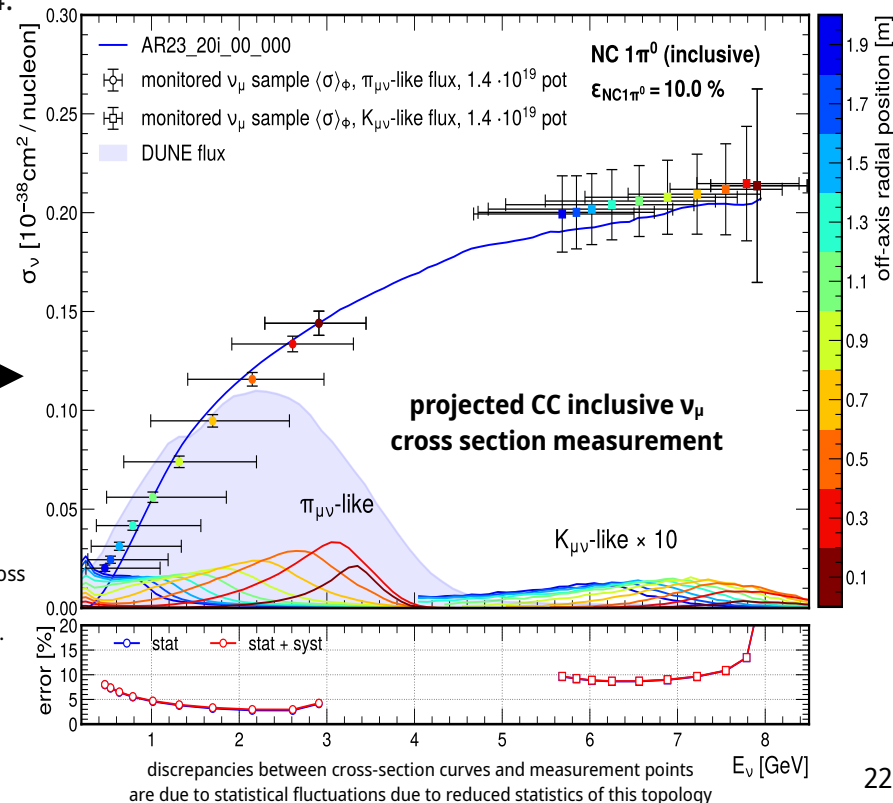 4.
AR23_20i_00_000
monitored νμ sample ⟨σ⟩Φ, πμν-like flux, 1.4 ·10¹⁹ pot
monitored νμ sample ⟨σ⟩Φ, Kμν-like flux, 1.4 ·10¹⁹ pot
DUNE flux
NC 1π⁰ (inclusive)
εNC1π⁰ = 10.0 %
σν [10⁻³⁸cm² / nucleon]
0.30
0.25
0.20
0.15
0.10
0.05
0.00
projected CC inclusive νμ
cross section measurement
πμν-like
Kμν-like × 10
oss
off-axis radial position [m]
1.9
1.7
1.5
1.3
1.1
0.9
0.7
0.5
0.3
0.1
.
error [%]
20
15
10
5
0
stat
stat + syst
1 2 3 4 5 6 7 8
Eν [GeV]
discrepancies between cross-section curves and measurement points
are due to statistical fluctuations due to reduced statistics of this topology
22